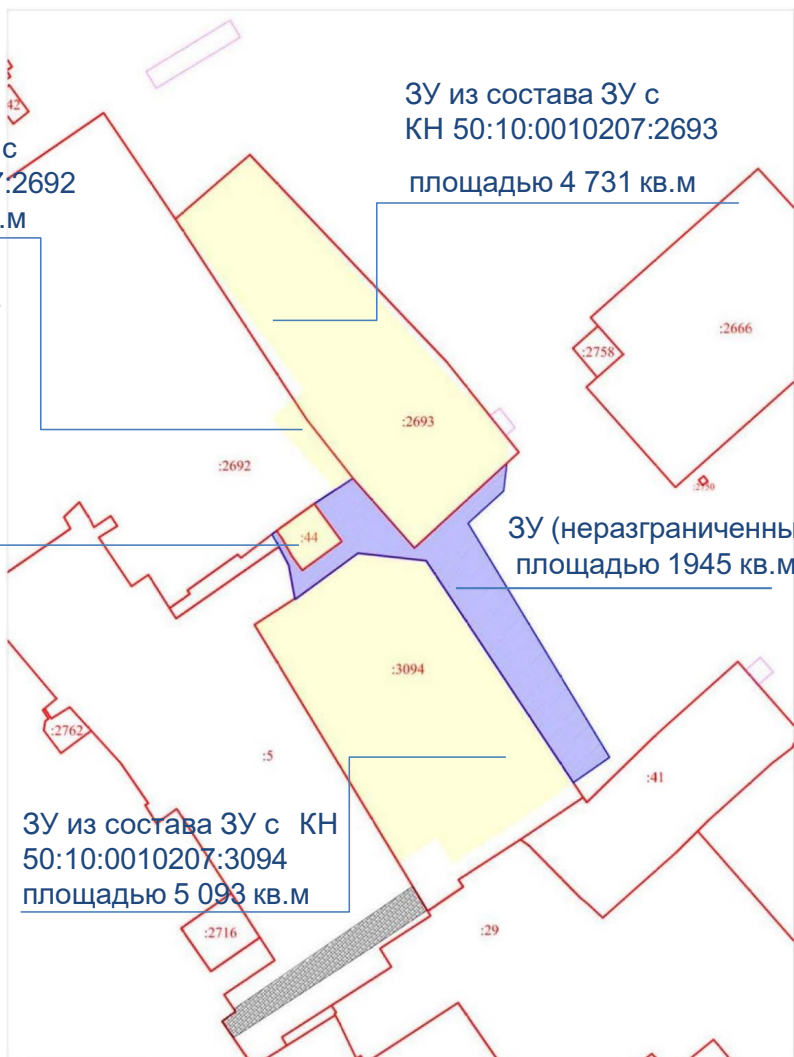 42
ЗУ из состава ЗУ с
КН 50:10:0010207:2693
площадью 4 731 кв.м
с
:2692
.м
:2666
:2758
:2693
:2692
:44
ЗУ (неразграниченны
площадью 1945 кв.м
:3094
:2762
:5
:41
ЗУ из состава ЗУ с КН
50:10:0010207:3094
площадью 5 093 кв.м
:2716
:29